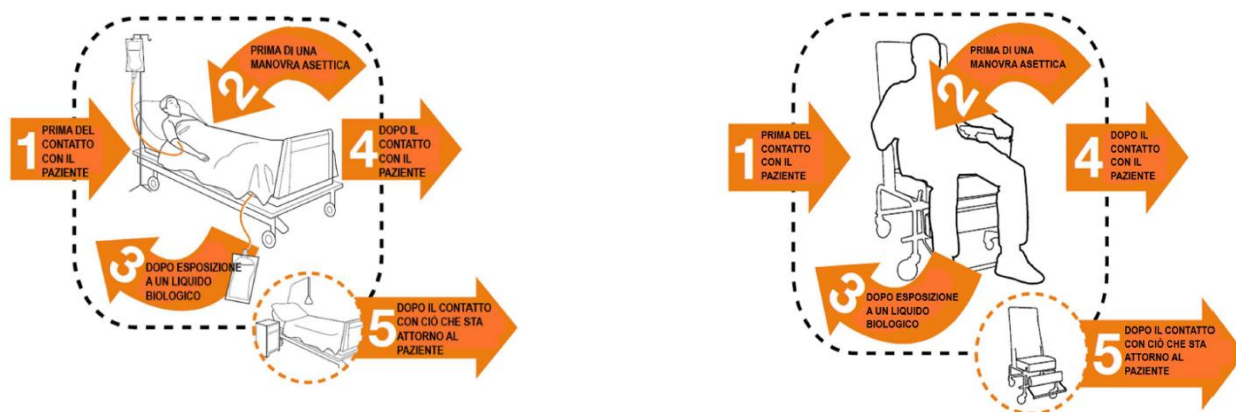 2
PRIMA DI UNA
MANOVRA ASETTICA
1
PRIMA DEL
CONTATTO
CON IL
PAZIENTE
4
DOPO IL
CONTATTO
CON IL
PAZIENTE
3
DOPO ESPOSIZIONE
A UN LIQUIDO
BIOLOGICO
5
DOPO IL CONTATTO
CON CIÒ CHE STA
ATTORNO AL
PAZIENTE
2
PRIMA DI UNA
MANOVRA ASETTICA
1
PRIMA DEL
CONTATTO
CON IL
PAZIENTE
4
DOPO IL
CONTATTO
CON IL
PAZIENTE
3
DOPO ESPOSIZIONE
A UN LIQUIDO
BIOLOGICO
5
DOPO IL CONTATTO
CON CIÒ CHE STA
ATTORNO AL
PAZIENTE